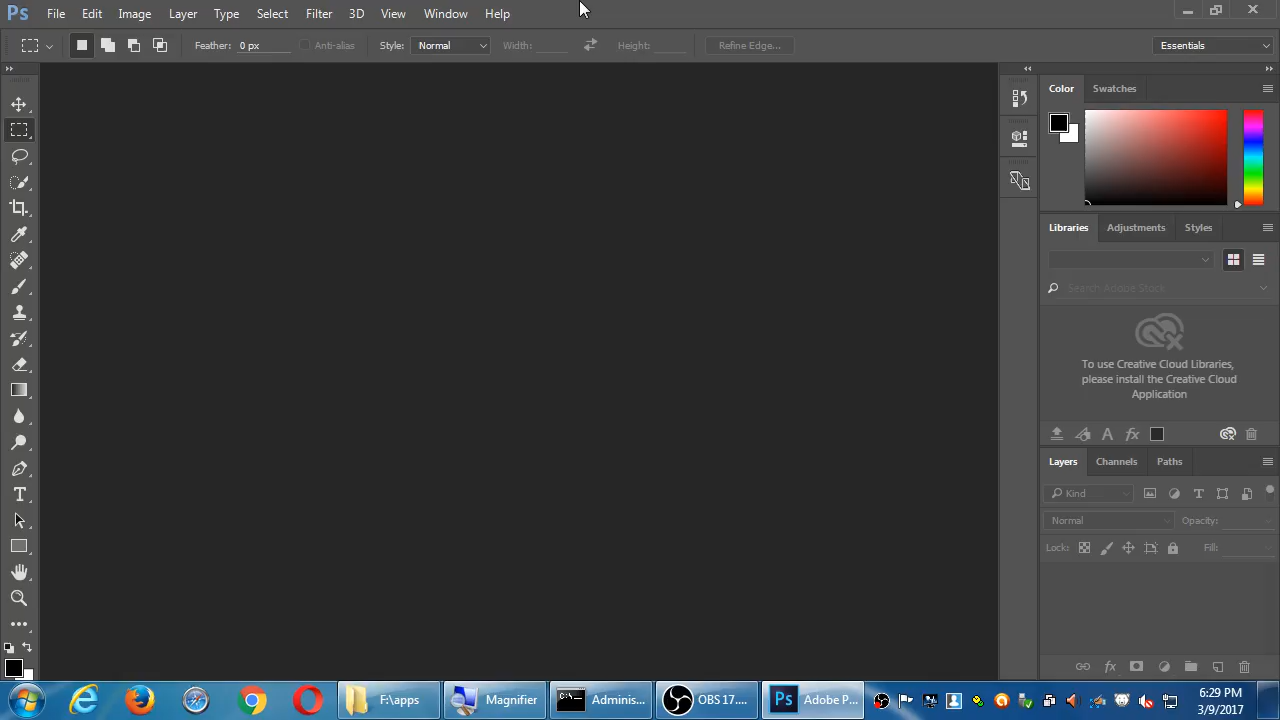 Ps File Edit Image Layer Type Select Filter 3D View Window Help
Feather: 0 px Anti-alias Style: Normal Width: Height: Refine Edge... Essentials
Color Swatches
Libraries Adjustments Styles
Search Adobe Stock
To use Creative Cloud Libraries,
please install the Creative Cloud
Application
Layers Channels Paths
Kind
Normal Opacity:
Lock: Fill:
F:\apps Magnifier Adminis... OBS 17.... Ps Adobe P...
6:29 PM
3/9/2017